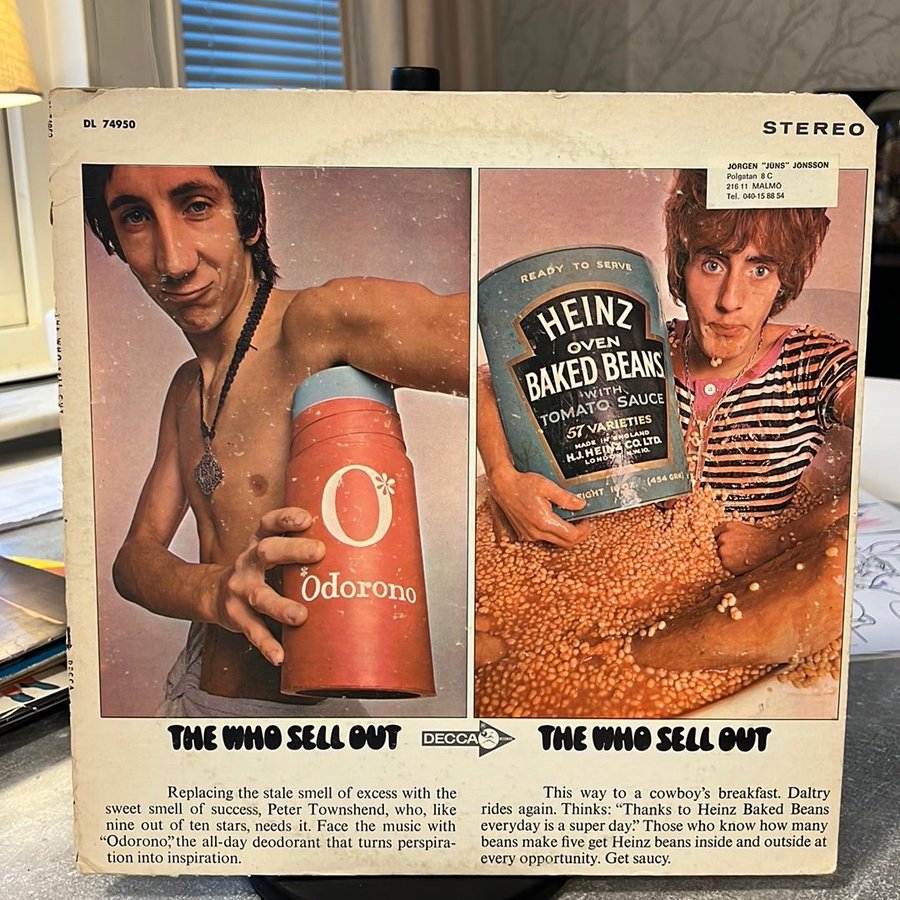 DL 74950
STEREO
JÖRGEN "JÜNS" JÖNSSON
Polgatan 8 C
216 11 MALMÖ
Tel. 040-15 88 54
O*
*Odorono
READY TO SERVE
HEINZ
OVEN
BAKED BEANS
WITH
TOMATO SAUCE
57 VARIETIES
MADE IN ENGLAND
H.J. HEINZ CO. LTD.
LONDON, N.W.10.
(454 GRM)
THE WHO SELL OUT
DECCA
THE WHO SELL OUT
Replacing the stale smell of excess with the
sweet smell of success, Peter Townshend, who, like
nine out of ten stars, needs it. Face the music with
“Odorono,” the all-day deodorant that turns perspira-
tion into inspiration.
This way to a cowboy’s breakfast. Daltry
rides again. Thinks: “Thanks to Heinz Baked Beans
everyday is a super day.” Those who know how many
beans make five get Heinz beans inside and outside at
every opportunity. Get saucy.